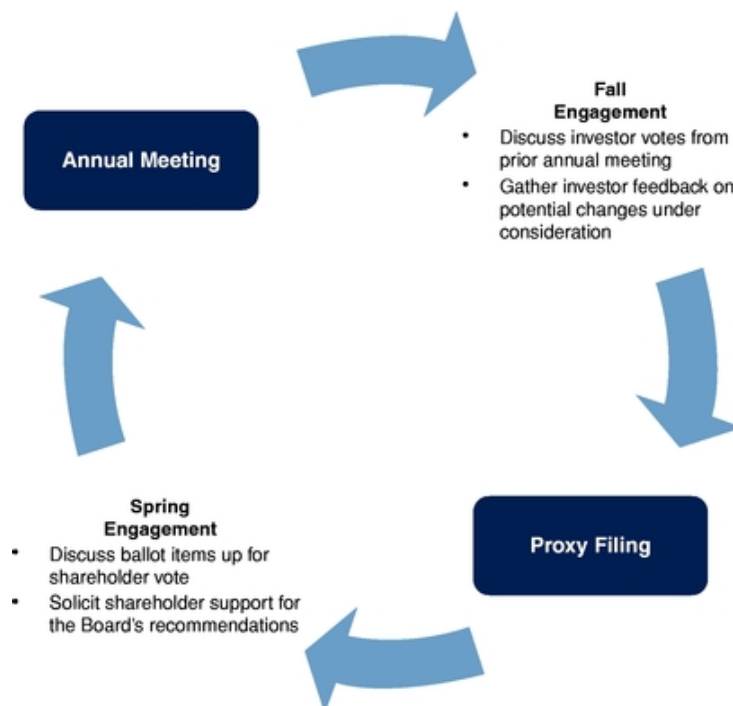 Annual Meeting
Fall
Engagement
• Discuss investor votes from
prior annual meeting
• Gather investor feedback on
potential changes under
consideration
Proxy Filing
Spring
Engagement
• Discuss ballot items up for
shareholder vote
• Solicit shareholder support for
the Board's recommendations